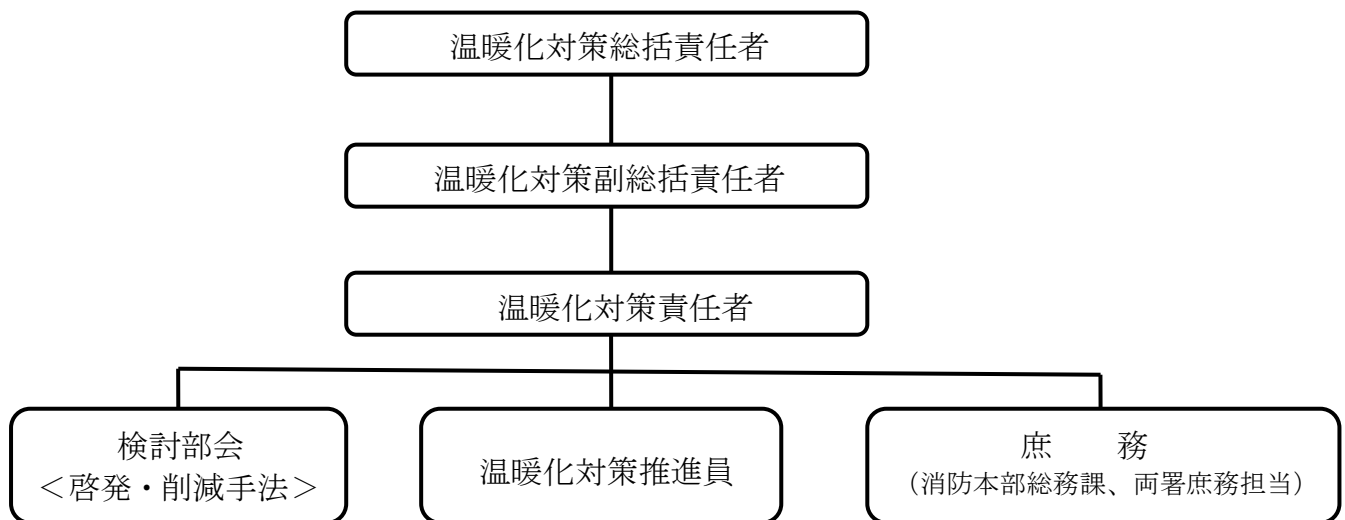 温暖化対策総括責任者
温暖化対策副総括責任者
温暖化対策責任者
検討部会
＜啓発・削減手法＞
温暖化対策推進員
庶　　務
（消防本部総務課、両署庶務担当）